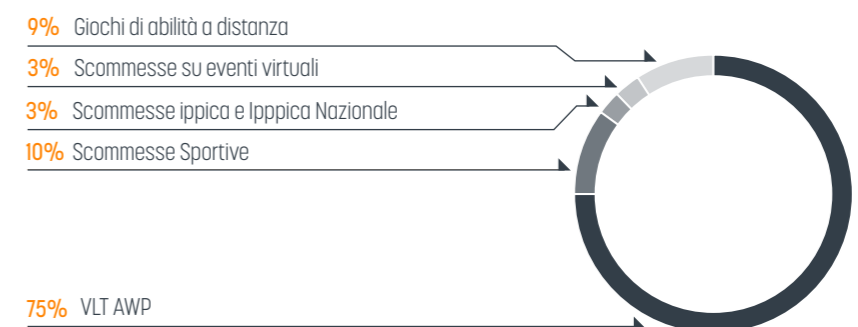 9% Giochi di abilità a distanza
3% Scommesse su eventi virtuali
3% Scommesse ippica e Ipppica Nazionale
10% Scommesse Sportive
75% VLT AWP